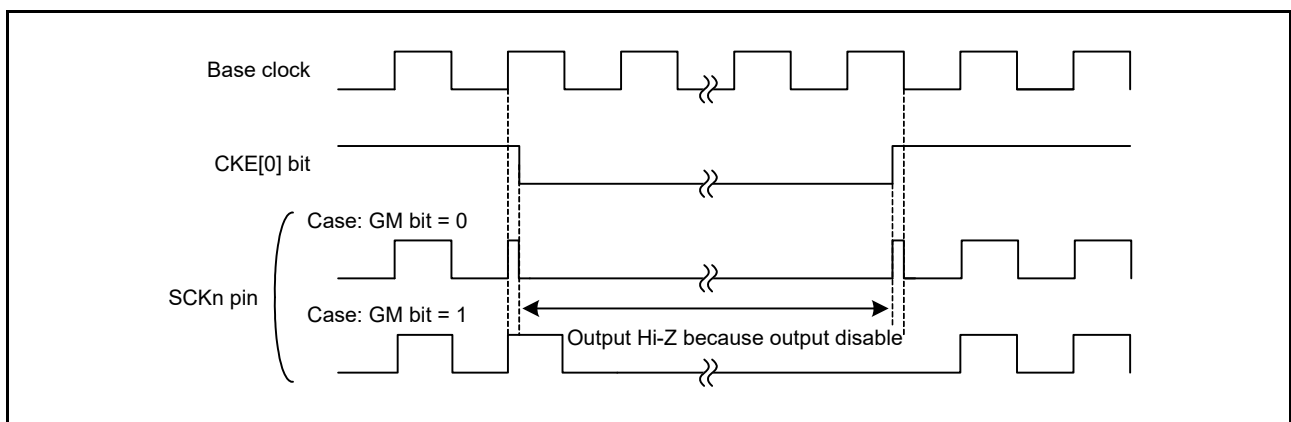 Base clock
CKE[0] bit
Case: GM bit = 0
SCKn pin
Case: GM bit = 1
Output Hi-Z because output disable